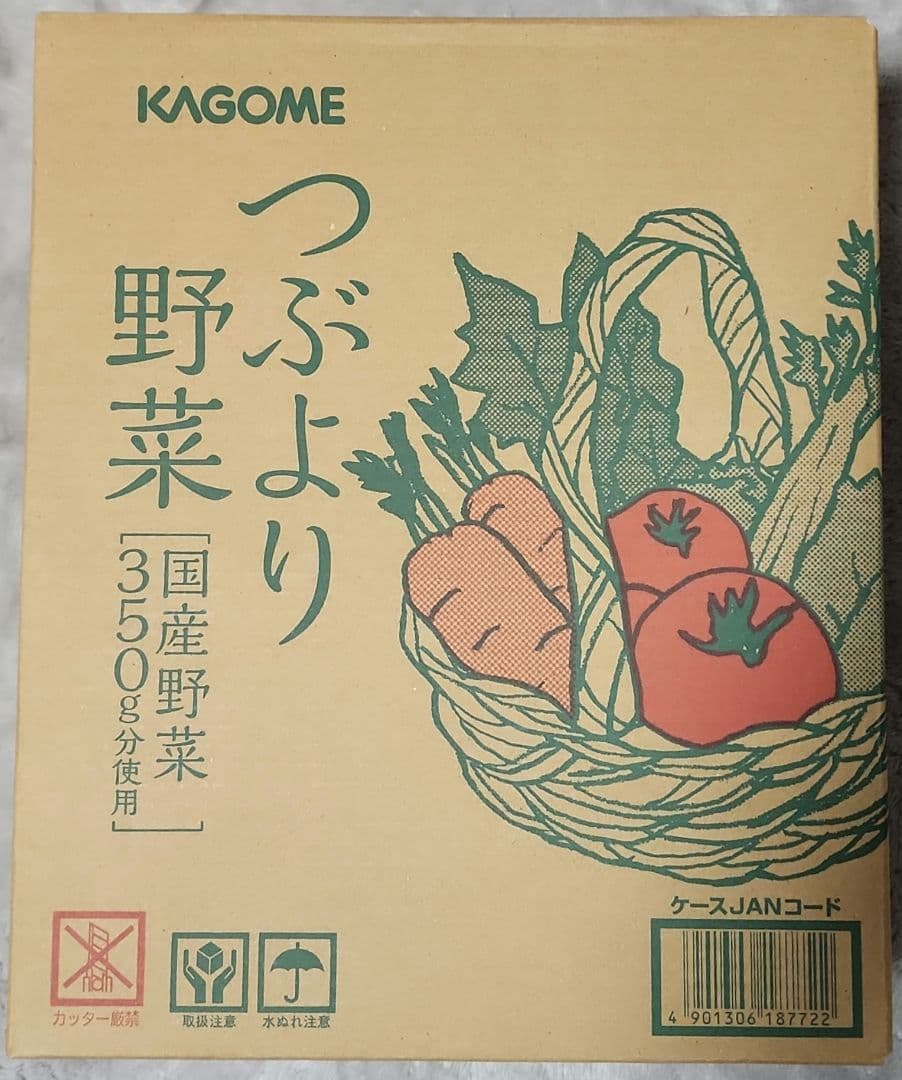 KAGOME
つぶより
野菜
国産野菜
350g分使用
ケースJANコード
4 901306 187722
カッター厳禁
取扱注意
水ぬれ注意